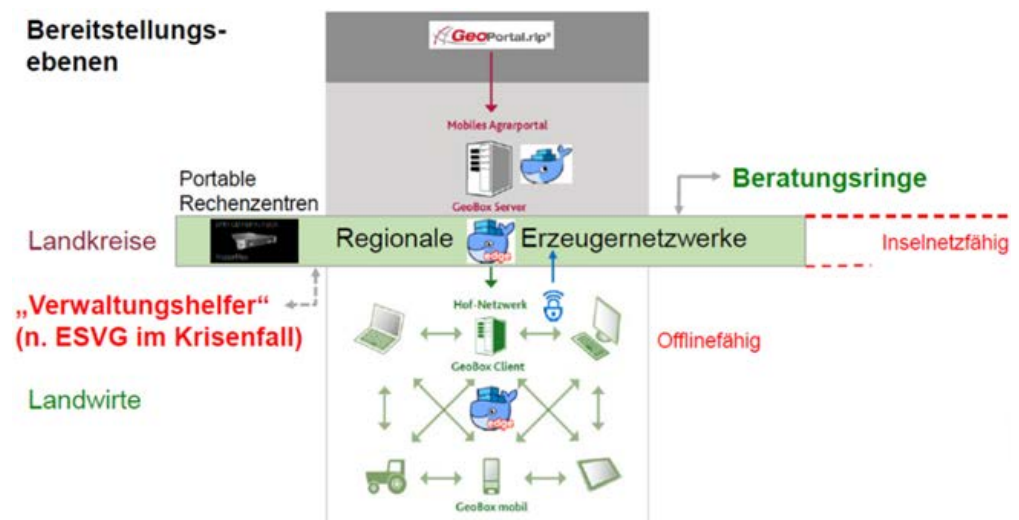 Bereitstellungs-
ebenen
GeoPortal.rlp®
Mobiles Agrarportal
GeoBox Server
Portable
Rechenzentren
Beratungsringe
Landkreise
Regionale
edge
Erzeugernetzwerke
Inselnetzfähig
„Verwaltungshelfer“
(n. ESVG im Krisenfall)
Hof-Netzwerk
GeoBox Client
Offlinefähig
Landwirte
edge
GeoBox mobil